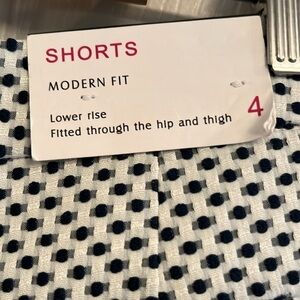 SHORTS
MODERN FIT
Lower rise
Fitted through the hip and thigh
4